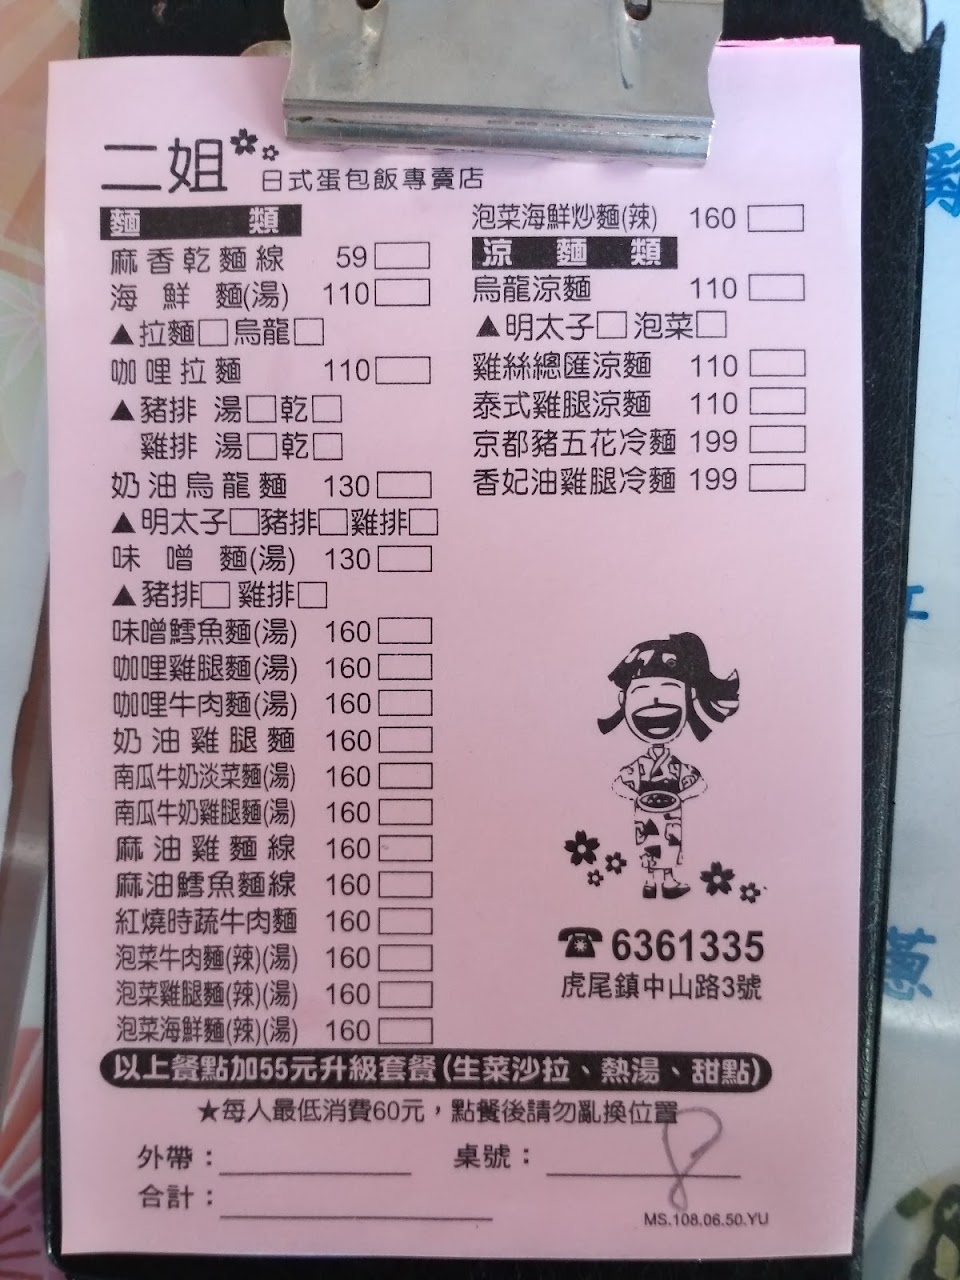 二姐 日式蛋包飯專賣店
麵 類
麻香乾麵線 59
海鮮麵(湯) 110
▲拉麵□烏龍□
咖哩拉麵 110
▲豬排 湯□乾□
雞排 湯□乾□
奶油烏龍麵 130
▲明太子□豬排□雞排□
味噌麵(湯) 130
▲豬排□雞排□
味噌鱈魚麵(湯) 160
咖哩雞腿麵(湯) 160
咖哩牛肉麵(湯) 160
奶油雞腿麵 160
南瓜牛奶淡菜麵(湯) 160
南瓜牛奶雞腿麵(湯) 160
麻油雞麵線 160
麻油鱈魚麵線 160
紅燒時蔬牛肉麵 160
泡菜牛肉麵(辣)(湯) 160
泡菜雞腿麵(辣)(湯) 160
泡菜海鮮麵(辣)(湯) 160
泡菜海鮮炒麵(辣) 160
涼 麵 類
烏龍涼麵 110
▲明太子□泡菜□
雞絲總匯涼麵 110
泰式雞腿涼麵 110
京都豬五花冷麵 199
香妃油雞腿冷麵 199
☎6361335
虎尾鎮中山路3號
以上餐點加55元升級套餐(生菜沙拉、熱湯、甜點)
★每人最低消費60元，點餐後請勿亂換位置
外帶： 桌號： 8
合計：
MS.108.06.50.YU
蔥